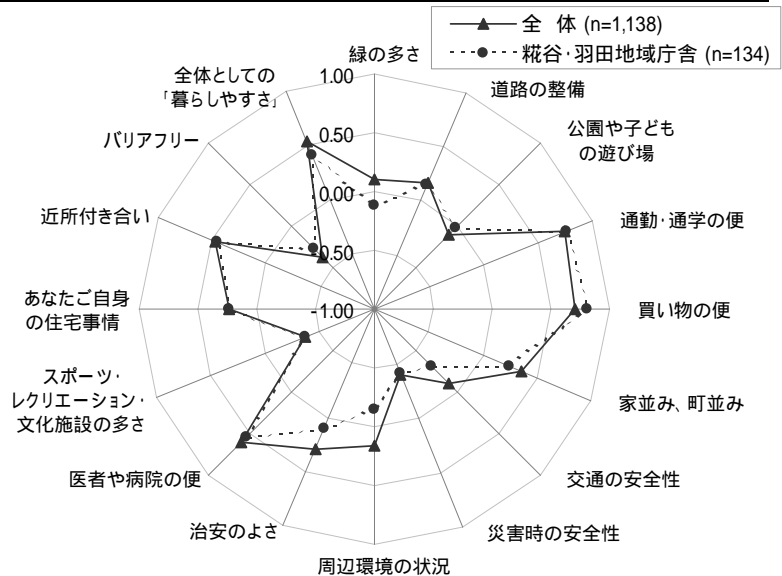 全　体 (n=1,138)
糀谷・羽田地域庁舎 (n=134)
緑の多さ
1.00
0.50
0.00
-0.50
-1.00
道路の整備
公園や子ども
の遊び場
通勤・通学の便
買い物の便
家並み、町並み
交通の安全性
災害時の安全性
周辺環境の状況
治安のよさ
医者や病院の便
スポーツ・
レクリエーション・
文化施設の多さ
あなたご自身
の住宅事情
近所付き合い
バリアフリー
全体としての
「暮らしやすさ」